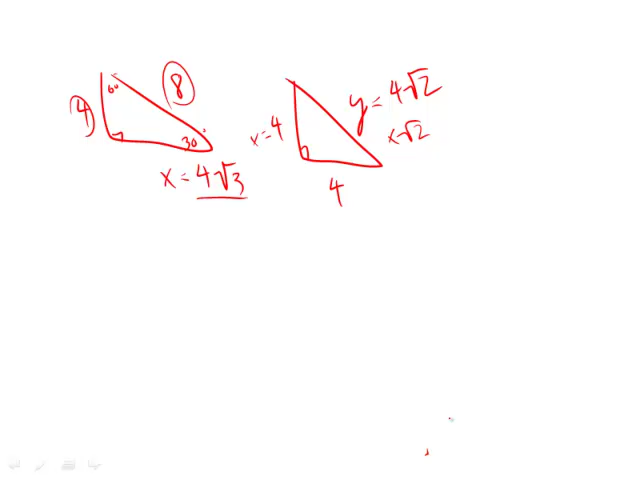 60°
8
4
30°
x = 4√3
y = 4√2
x = 4
x√2
4